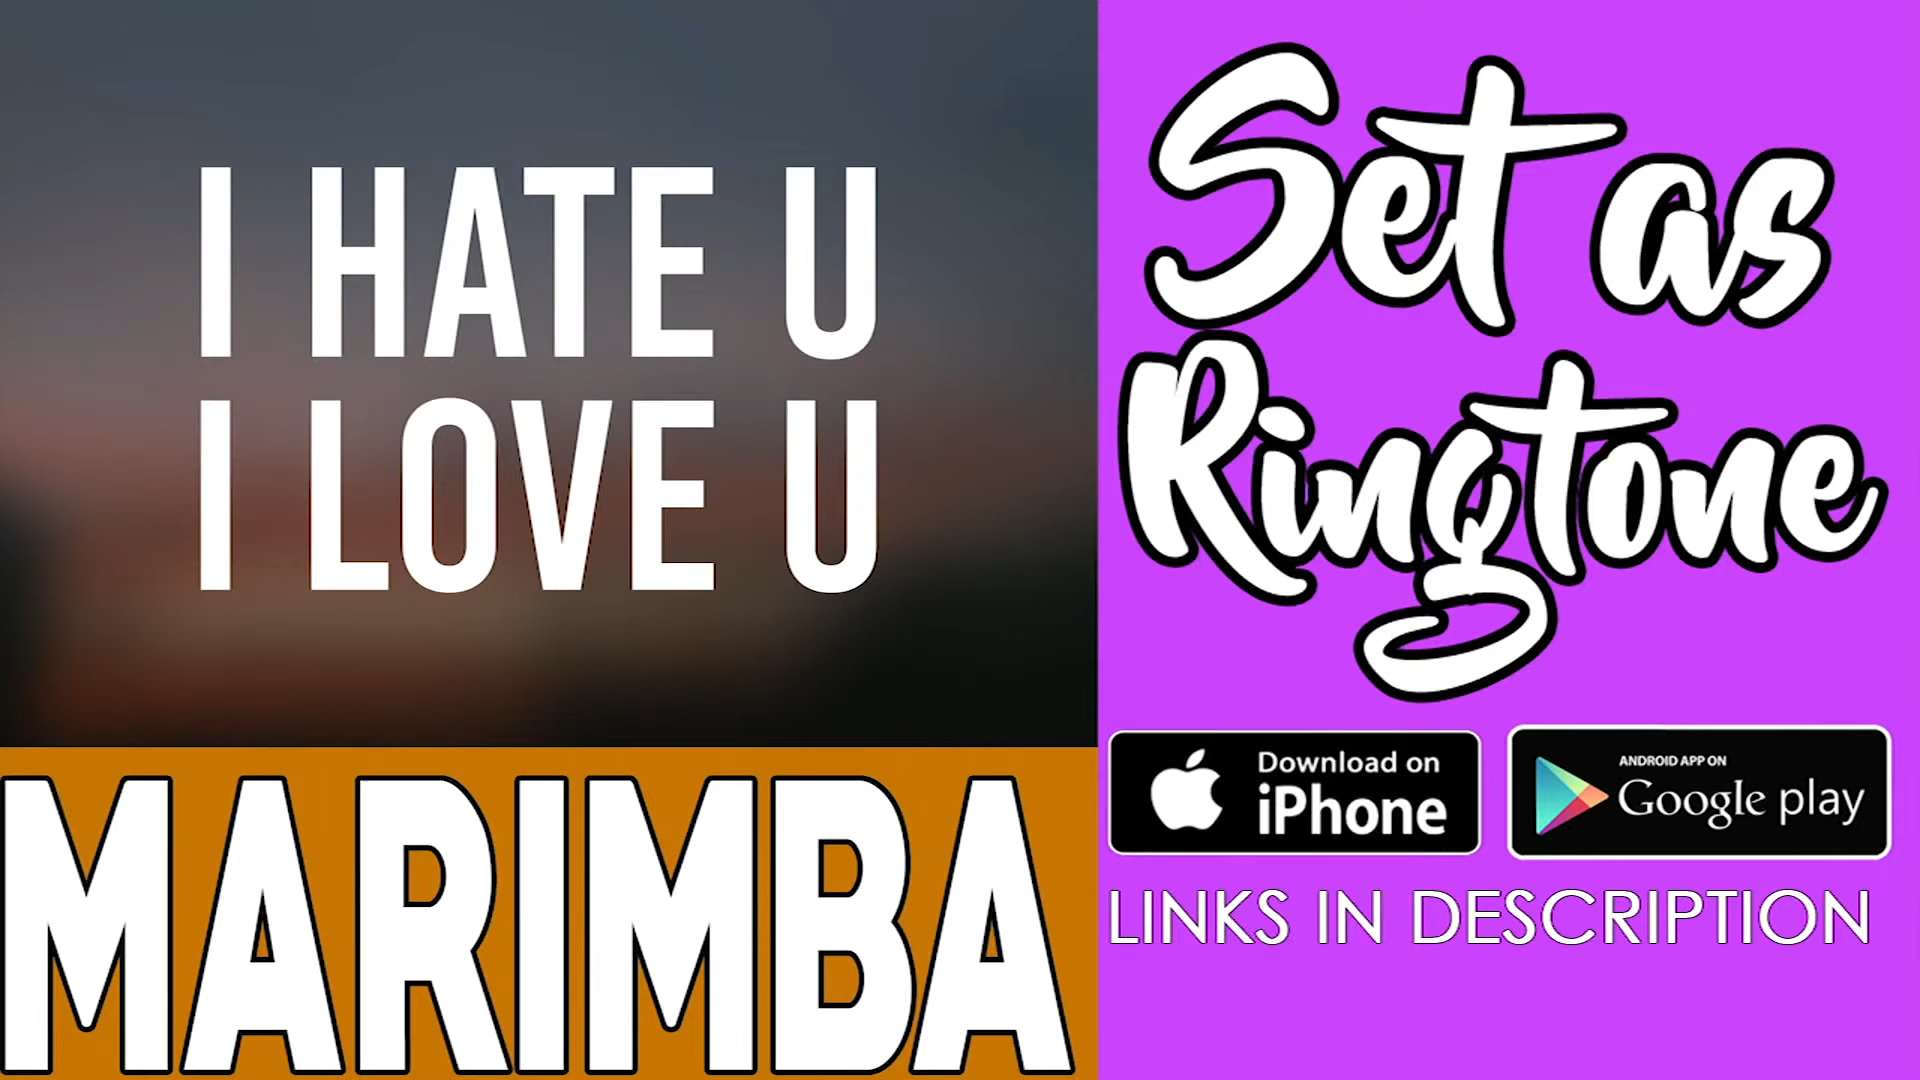 I HATE U
I LOVE U
MARIMBA
Set as
Ringtone
Download on
iPhone
ANDROID APP ON
Google play
LINKS IN DESCRIPTION